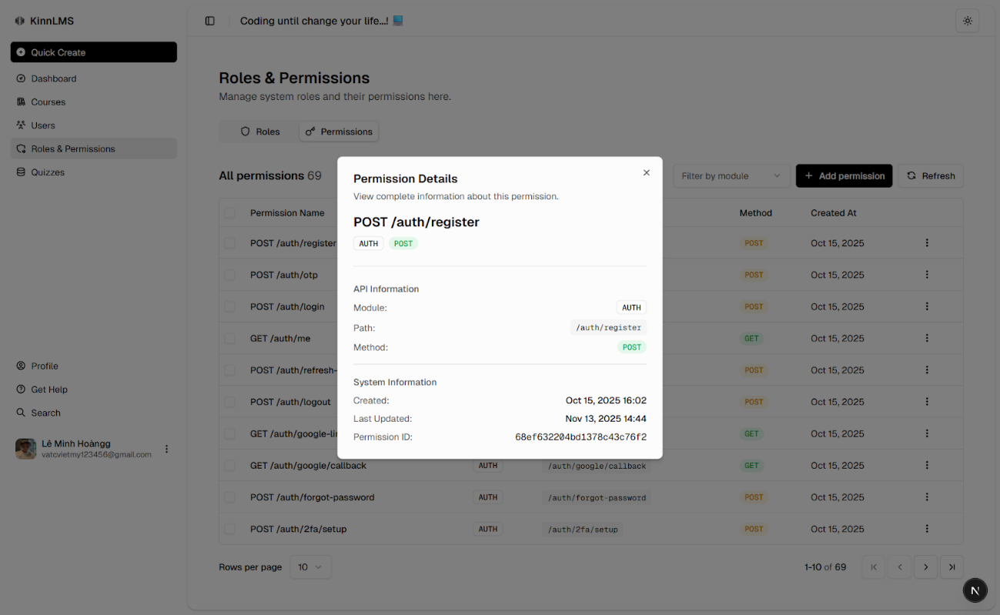 KinnLMS
Quick Create
Dashboard
Courses
Users
Roles & Permissions
Quizzes
Profile
Get Help
Search
Lê Minh Hoàngg
vatcvietmy123456@gmail.com
Coding until change your life...!
Roles & Permissions
Manage system roles and their permissions here.
Roles Permissions
All permissions 69 Filter by module Add permission Refresh
Permission Name Method Created At
POST /auth/register POST Oct 15, 2025
POST /auth/otp POST Oct 15, 2025
POST /auth/login POST Oct 15, 2025
GET /auth/me GET Oct 15, 2025
POST /auth/refresh- POST Oct 15, 2025
POST /auth/logout POST Oct 15, 2025
GET /auth/google-lin GET Oct 15, 2025
GET /auth/google/callback AUTH /auth/google/callback GET Oct 15, 2025
POST /auth/forgot-password AUTH /auth/forgot-password POST Oct 15, 2025
POST /auth/2fa/setup AUTH /auth/2fa/setup POST Oct 15, 2025
Rows per page 10 1-10 of 69
N
Permission Details
View complete information about this permission.
POST /auth/register
AUTH POST
API Information
Module: AUTH
Path: /auth/register
Method: POST
System Information
Created: Oct 15, 2025 16:02
Last Updated: Nov 13, 2025 14:44
Permission ID: 68ef632204bd1378c43c76f2